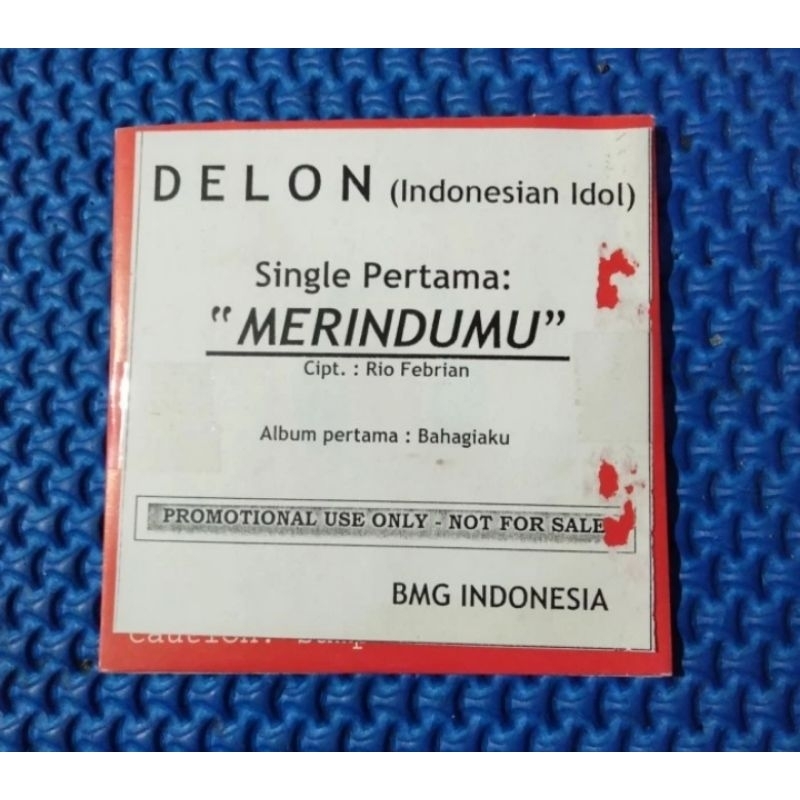 DELON (Indonesian Idol)
Single Pertama:
“MERINDUMU”
Cipt. : Rio Febrian
Album pertama : Bahagiaku
PROMOTIONAL USE ONLY - NOT FOR SALE
BMG INDONESIA
Caution: